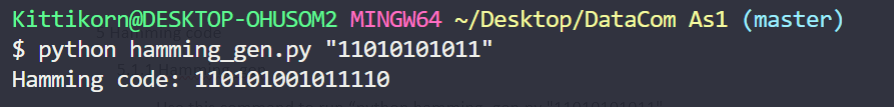 Kittikorn@DESKTOP-OHUSOM2 MINGW64 ~/Desktop/DataCom As1 (master)
$ python hamming_gen.py "11010101011"
Hamming code: 110101001011110